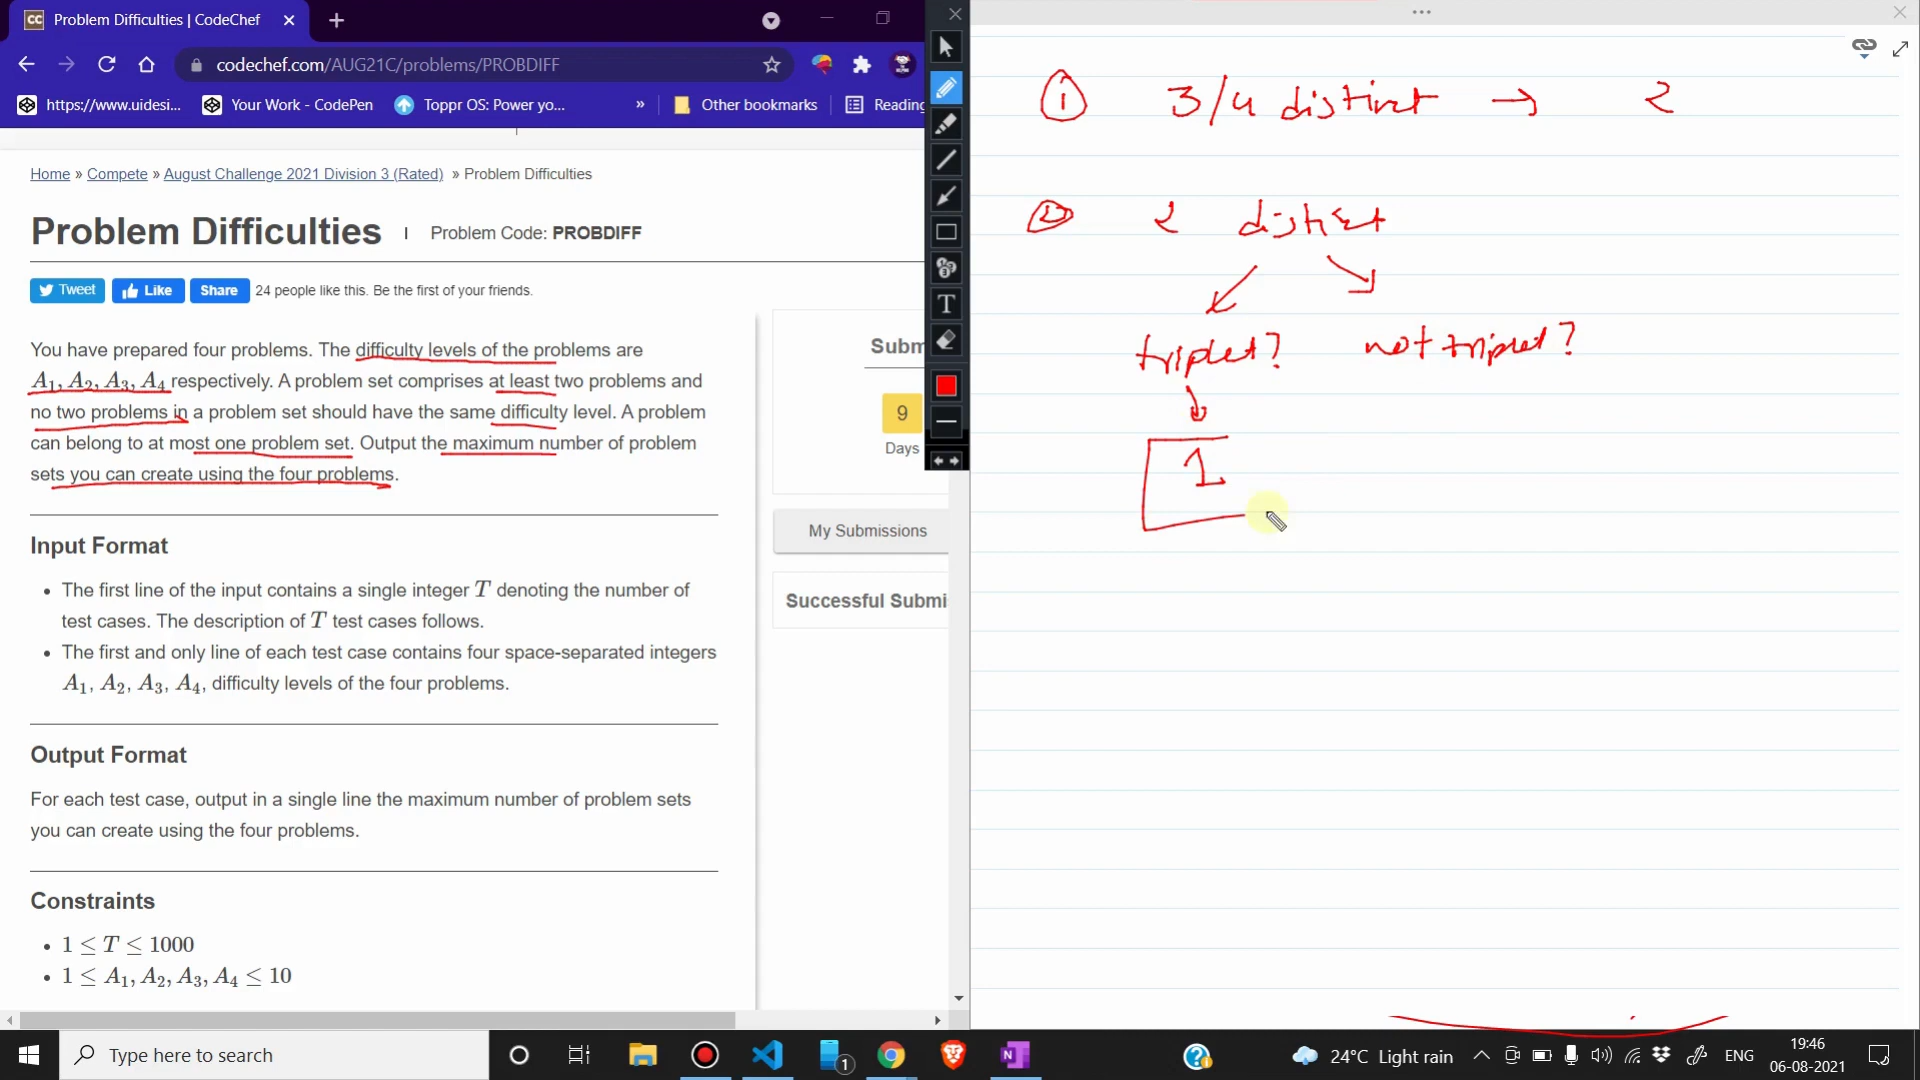 Problem Difficulties | CodeChef
codechef.com/AUG21C/problems/PROBDIFF
https://www.uidesi...
Your Work - CodePen
Toppr OS: Power yo...
»
Other bookmarks
Reading
Home » Compete » August Challenge 2021 Division 3 (Rated) » Problem Difficulties
Problem Difficulties | Problem Code: PROBDIFF
Tweet
Like
Share
24 people like this. Be the first of your friends.
You have prepared four problems. The difficulty levels of the problems are
A1, A2, A3, A4 respectively. A problem set comprises at least two problems and
no two problems in a problem set should have the same difficulty level. A problem
can belong to at most one problem set. Output the maximum number of problem
sets you can create using the four problems.
Input Format
• The first line of the input contains a single integer T denoting the number of
test cases. The description of T test cases follows.
• The first and only line of each test case contains four space-separated integers
A1, A2, A3, A4, difficulty levels of the four problems.
Output Format
For each test case, output in a single line the maximum number of problem sets
you can create using the four problems.
Constraints
• 1 ≤ T ≤ 1000
• 1 ≤ A1, A2, A3, A4 ≤ 10
Subm
9
Days
My Submissions
Successful Submi
T
① 3/4 distinct → 2
2 distinct
triplet? not triplet?
1
Type here to search
1
24°C Light rain
ENG
19:46
06-08-2021